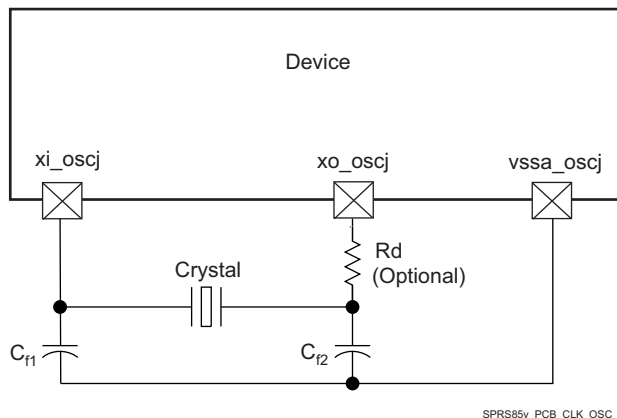 Device
xi_oscj
xo_oscj
vssa_oscj
Rd
(Optional)
Crystal
Cf1
Cf2
SPRS85v_PCB_CLK_OSC